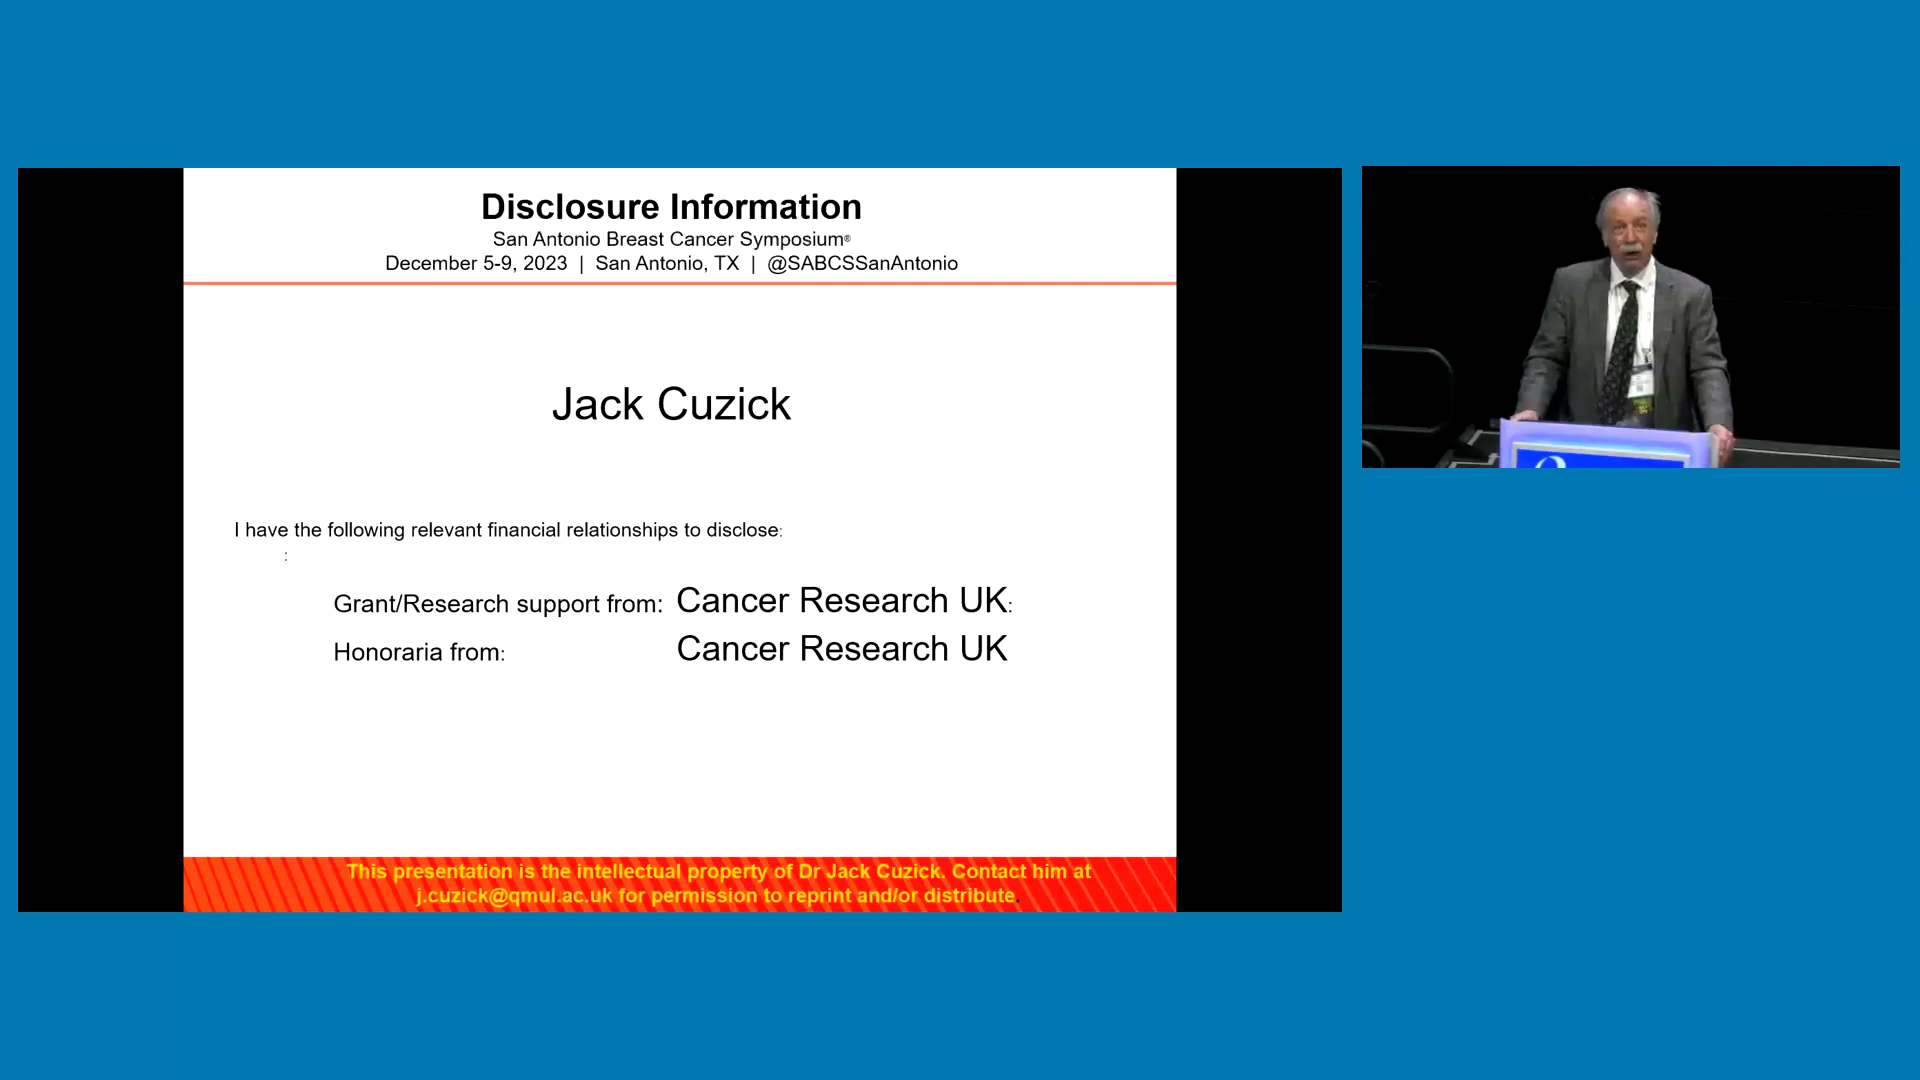 Disclosure Information
San Antonio Breast Cancer Symposium®
December 5-9, 2023 | San Antonio, TX | @SABCSSanAntonio
Jack Cuzick
I have the following relevant financial relationships to disclose:
:
Grant/Research support from: Cancer Research UK:
Honoraria from: Cancer Research UK
This presentation is the intellectual property of Dr Jack Cuzick. Contact him at
j.cuzick@qmul.ac.uk for permission to reprint and/or distribute.